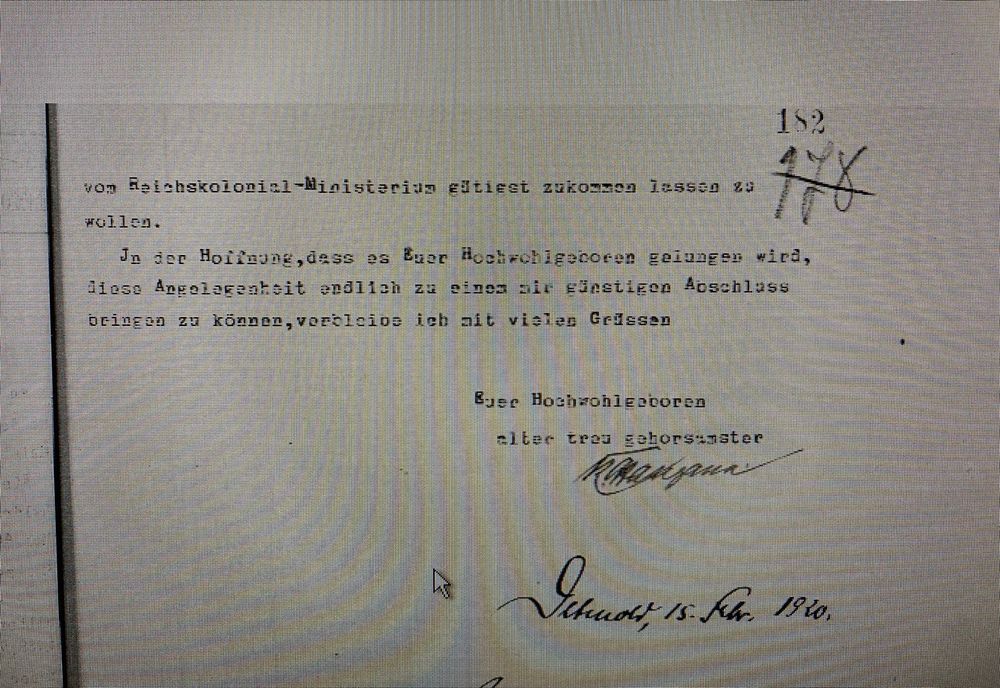 182
178
vom Reichskolonial-Ministerium gütigst zukommen lassen zu
wollen.
Jn der Hoffnung,dass es Euer Hochwohlgeboren gelungen wird,
diese Angelegenheit endlich zu einem mir günstigen Abschluss
bringen zu können,verbleibe ich mit vielen Grüssen
Euer Hochwohlgeboren
alter treu gehorsamster
Detmold, 15. Febr. 1920.